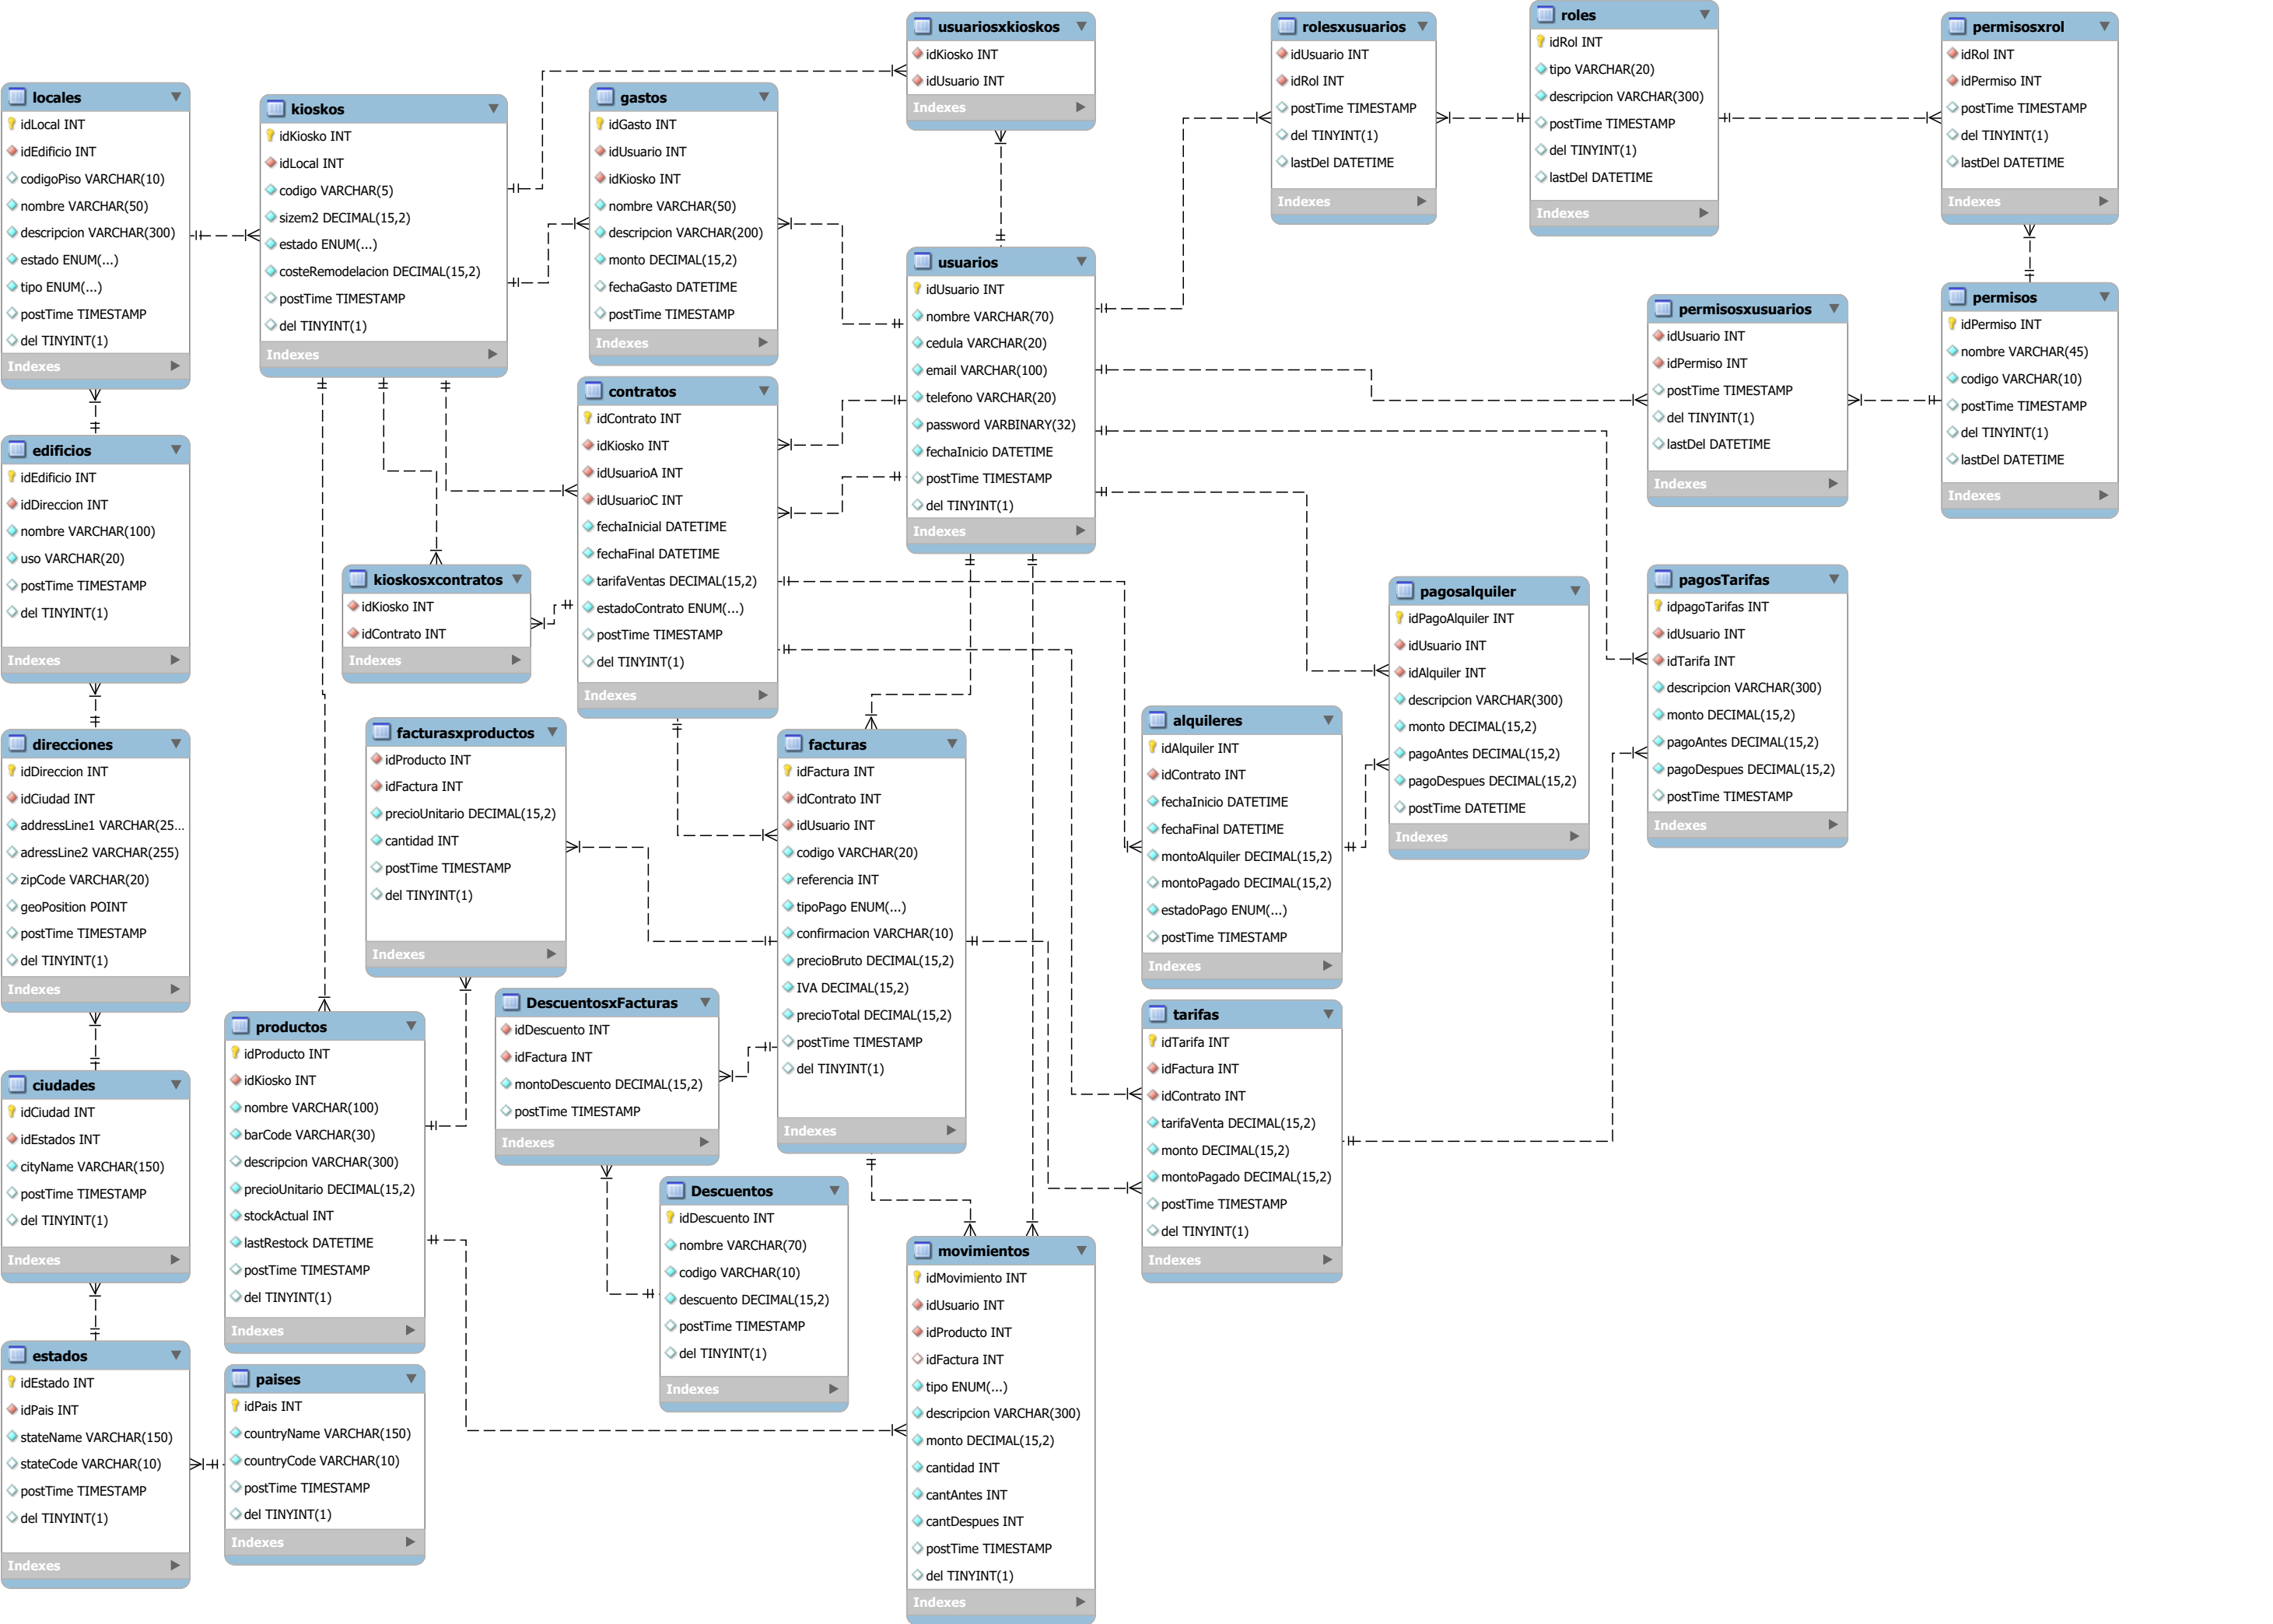 usuariosxkioskos
idKiosko INT
idUsuario INT
Indexes
rolesxusuarios
idUsuario INT
idRol INT
postTime TIMESTAMP
del TINYINT(1)
lastDel DATETIME
Indexes
roles
idRol INT
tipo VARCHAR(20)
descripcion VARCHAR(300)
postTime TIMESTAMP
del TINYINT(1)
lastDel DATETIME
Indexes
permisosxrol
idRol INT
idPermiso INT
postTime TIMESTAMP
del TINYINT(1)
lastDel DATETIME
Indexes
locales
idLocal INT
idEdificio INT
codigoPiso VARCHAR(10)
nombre VARCHAR(50)
descripcion VARCHAR(300)
estado ENUM(...)
tipo ENUM(...)
postTime TIMESTAMP
del TINYINT(1)
Indexes
kioskos
idKiosko INT
idLocal INT
codigo VARCHAR(5)
sizem2 DECIMAL(15,2)
estado ENUM(...)
costeRemodelacion DECIMAL(15,2)
postTime TIMESTAMP
del TINYINT(1)
Indexes
gastos
idGasto INT
idUsuario INT
idKiosko INT
nombre VARCHAR(50)
descripcion VARCHAR(200)
monto DECIMAL(15,2)
fechaGasto DATETIME
postTime TIMESTAMP
Indexes
usuarios
idUsuario INT
nombre VARCHAR(70)
cedula VARCHAR(20)
email VARCHAR(100)
telefono VARCHAR(20)
password VARBINARY(32)
fechaInicio DATETIME
postTime TIMESTAMP
del TINYINT(1)
Indexes
permisosxusuarios
idUsuario INT
idPermiso INT
postTime TIMESTAMP
del TINYINT(1)
lastDel DATETIME
Indexes
permisos
idPermiso INT
nombre VARCHAR(45)
codigo VARCHAR(10)
postTime TIMESTAMP
del TINYINT(1)
lastDel DATETIME
Indexes
contratos
idContrato INT
idKiosko INT
idUsuarioA INT
idUsuarioC INT
fechaInicial DATETIME
fechaFinal DATETIME
tarifaVentas DECIMAL(15,2)
estadoContrato ENUM(...)
postTime TIMESTAMP
del TINYINT(1)
Indexes
edificios
idEdificio INT
idDireccion INT
nombre VARCHAR(100)
uso VARCHAR(20)
postTime TIMESTAMP
del TINYINT(1)
Indexes
kioskosxcontratos
idKiosko INT
idContrato INT
Indexes
pagosalquiler
idPagoAlquiler INT
idUsuario INT
idAlquiler INT
descripcion VARCHAR(300)
monto DECIMAL(15,2)
pagoAntes DECIMAL(15,2)
pagoDespues DECIMAL(15,2)
postTime DATETIME
Indexes
pagosTarifas
idpagoTarifas INT
idUsuario INT
idTarifa INT
descripcion VARCHAR(300)
monto DECIMAL(15,2)
pagoAntes DECIMAL(15,2)
pagoDespues DECIMAL(15,2)
postTime TIMESTAMP
Indexes
direcciones
idDireccion INT
idCiudad INT
addressLine1 VARCHAR(25...
adressLine2 VARCHAR(255)
zipCode VARCHAR(20)
geoPosition POINT
postTime TIMESTAMP
del TINYINT(1)
Indexes
facturasxproductos
idProducto INT
idFactura INT
precioUnitario DECIMAL(15,2)
cantidad INT
postTime TIMESTAMP
del TINYINT(1)
Indexes
facturas
idFactura INT
idContrato INT
idUsuario INT
codigo VARCHAR(20)
referencia INT
tipoPago ENUM(...)
confirmacion VARCHAR(10)
precioBruto DECIMAL(15,2)
IVA DECIMAL(15,2)
precioTotal DECIMAL(15,2)
postTime TIMESTAMP
del TINYINT(1)
Indexes
alquileres
idAlquiler INT
idContrato INT
fechaInicio DATETIME
fechaFinal DATETIME
montoAlquiler DECIMAL(15,2)
montoPagado DECIMAL(15,2)
estadoPago ENUM(...)
postTime TIMESTAMP
Indexes
DescuentosxFacturas
idDescuento INT
idFactura INT
montoDescuento DECIMAL(15,2)
postTime TIMESTAMP
Indexes
tarifas
idTarifa INT
idFactura INT
idContrato INT
tarifaVenta DECIMAL(15,2)
monto DECIMAL(15,2)
montoPagado DECIMAL(15,2)
postTime TIMESTAMP
del TINYINT(1)
Indexes
productos
idProducto INT
idKiosko INT
nombre VARCHAR(100)
barCode VARCHAR(30)
descripcion VARCHAR(300)
precioUnitario DECIMAL(15,2)
stockActual INT
lastRestock DATETIME
postTime TIMESTAMP
del TINYINT(1)
Indexes
ciudades
idCiudad INT
idEstados INT
cityName VARCHAR(150)
postTime TIMESTAMP
del TINYINT(1)
Indexes
Descuentos
idDescuento INT
nombre VARCHAR(70)
codigo VARCHAR(10)
descuento DECIMAL(15,2)
postTime TIMESTAMP
del TINYINT(1)
Indexes
movimientos
idMovimiento INT
idUsuario INT
idProducto INT
idFactura INT
tipo ENUM(...)
descripcion VARCHAR(300)
monto DECIMAL(15,2)
cantidad INT
cantAntes INT
cantDespues INT
postTime TIMESTAMP
del TINYINT(1)
Indexes
estados
idEstado INT
idPais INT
stateName VARCHAR(150)
stateCode VARCHAR(10)
postTime TIMESTAMP
del TINYINT(1)
Indexes
paises
idPais INT
countryName VARCHAR(150)
countryCode VARCHAR(10)
postTime TIMESTAMP
del TINYINT(1)
Indexes